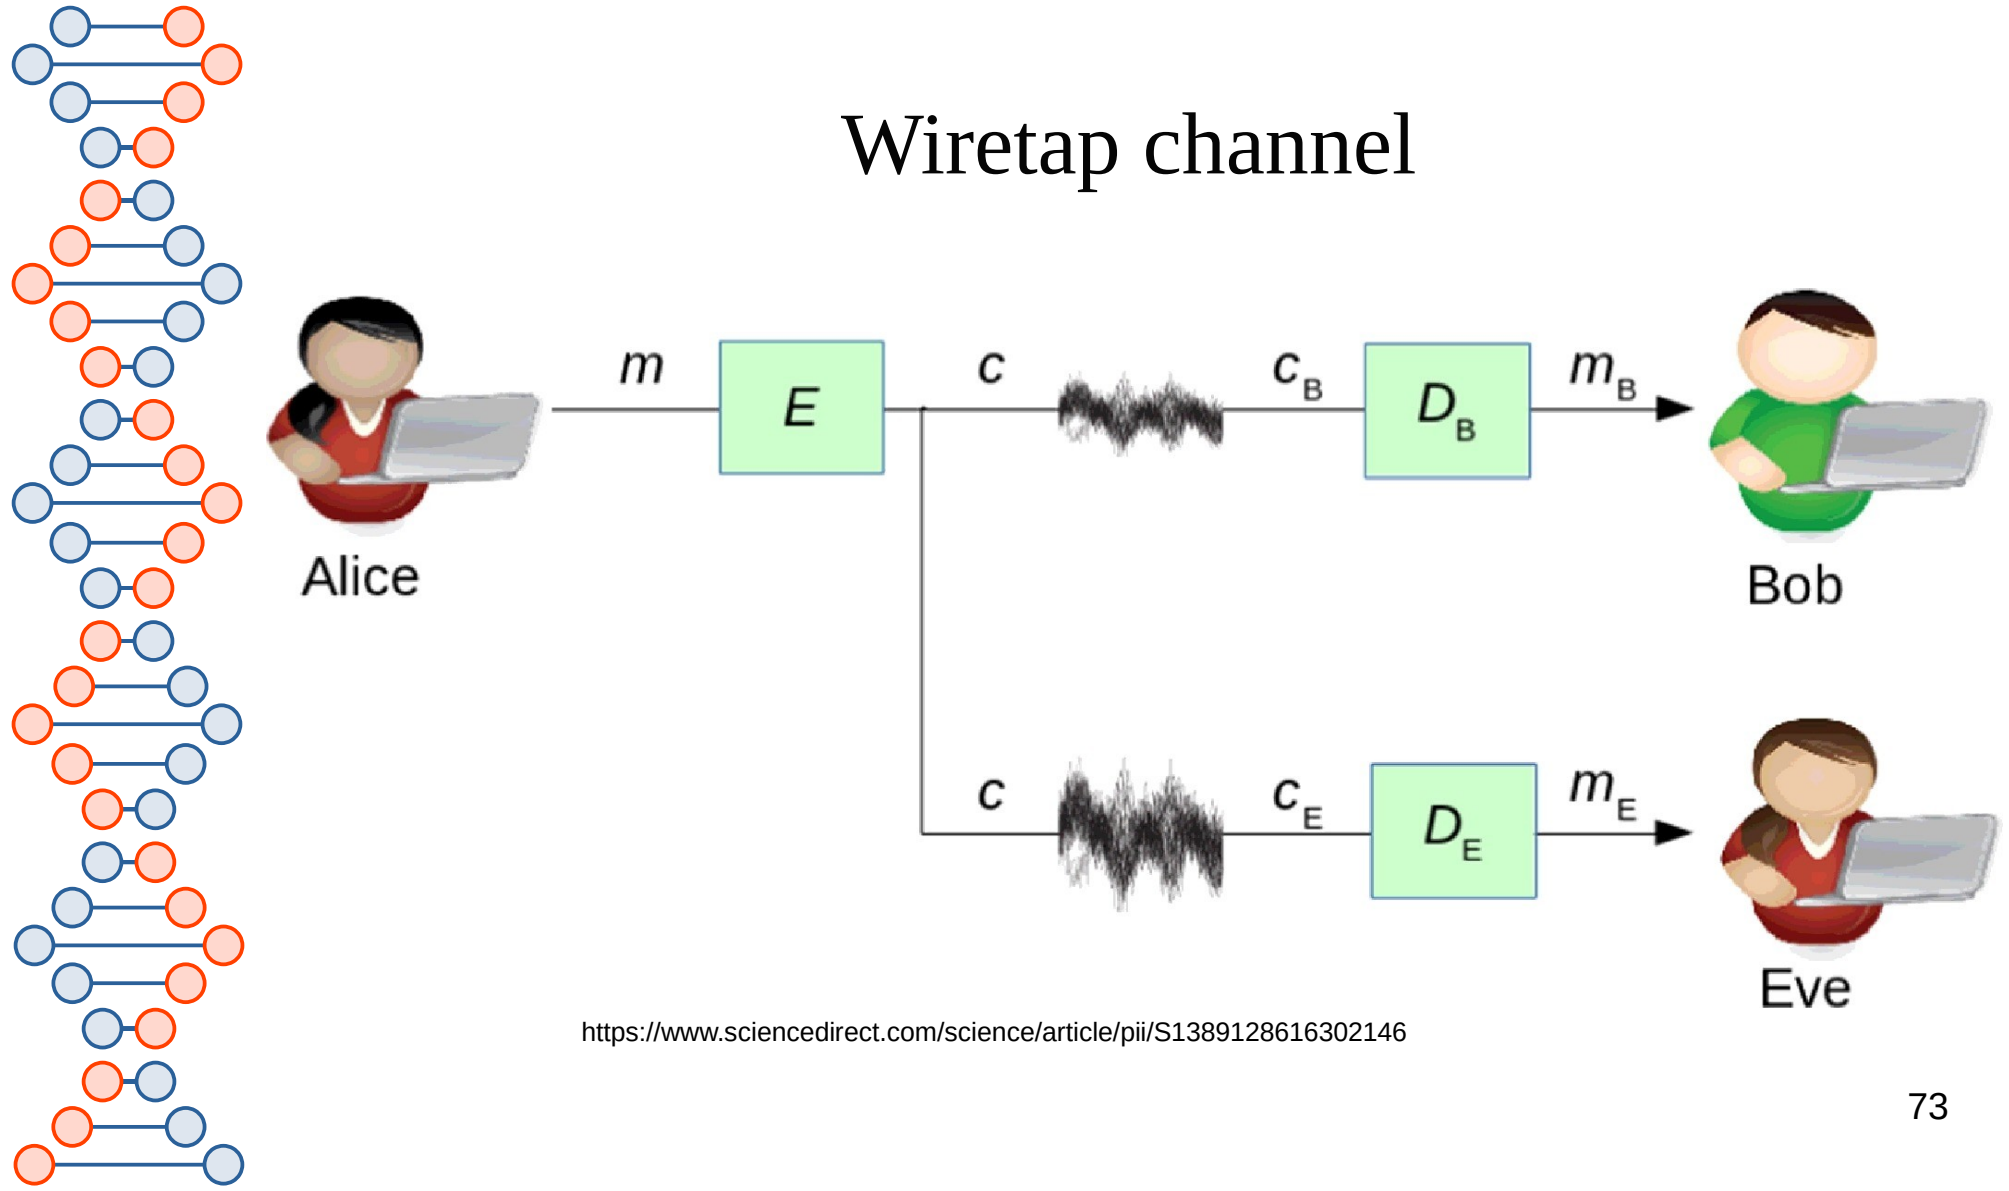 Wiretap channel
m
E
c
c_B
D_B
m_B
Alice
Bob
c
c_E
D_E
m_E
Eve
https://www.sciencedirect.com/science/article/pii/S1389128616302146
73